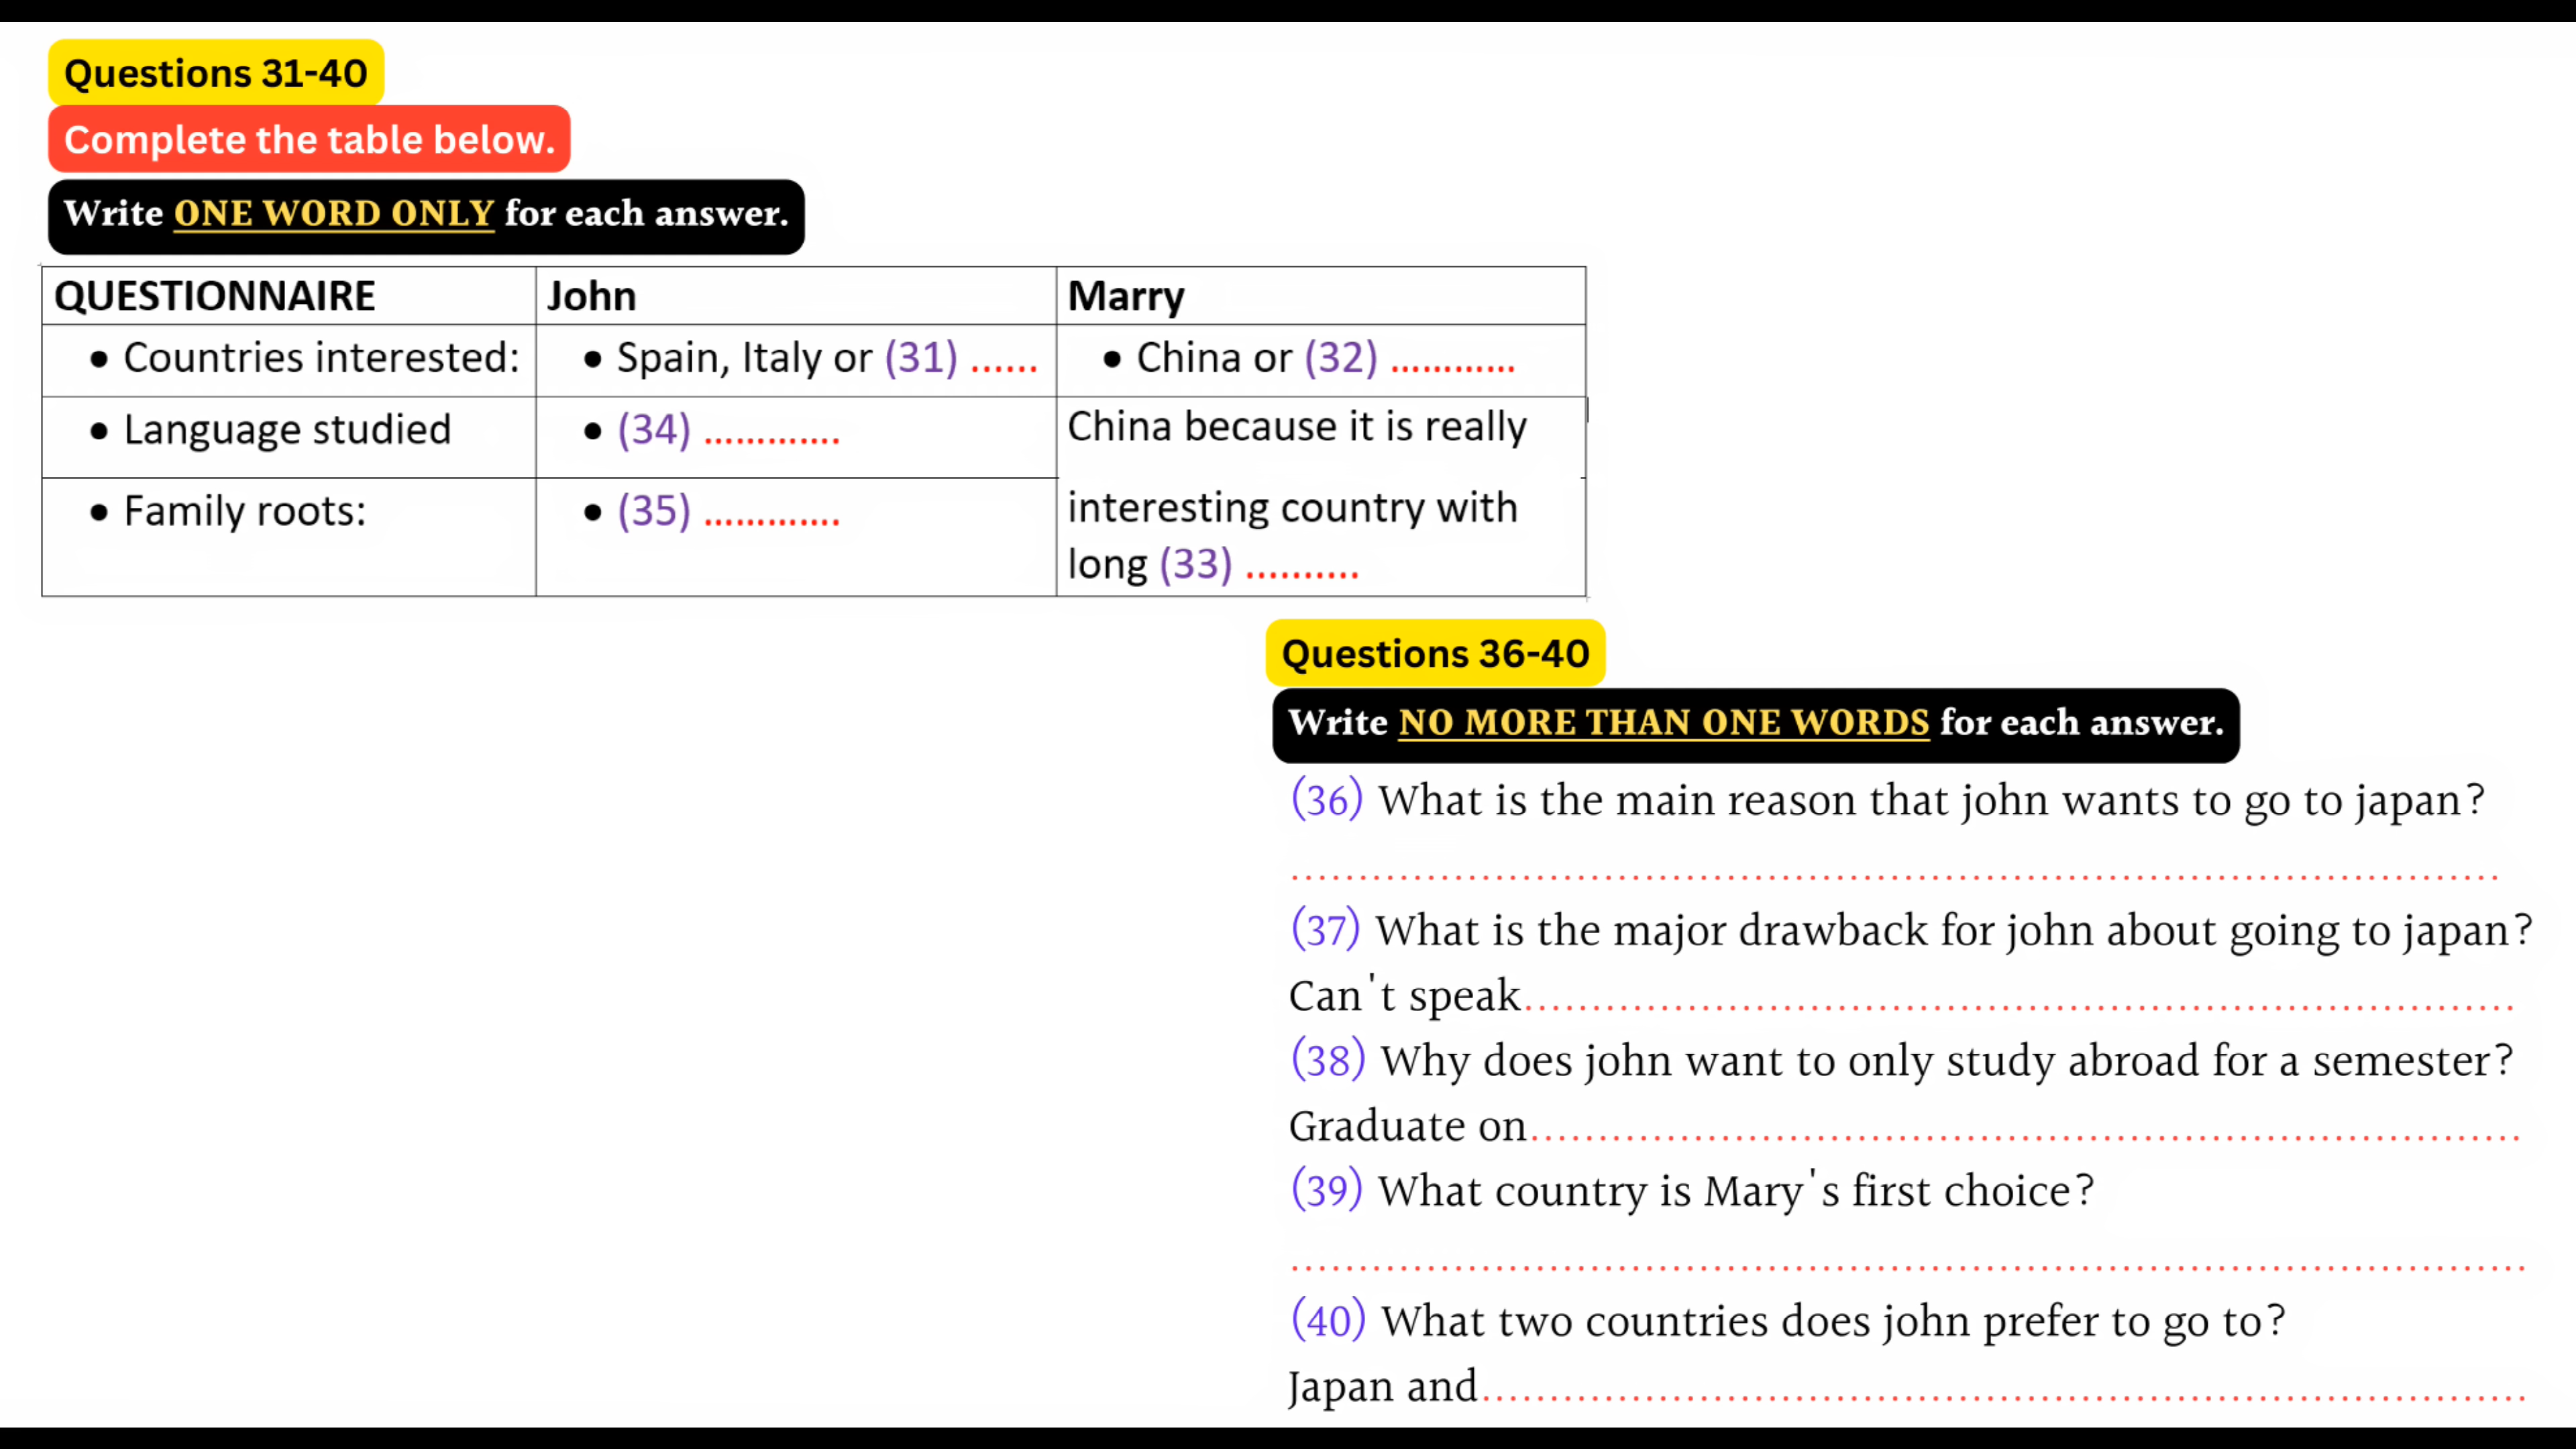 Questions 31-40
Complete the table below.
Write ONE WORD ONLY for each answer.
QUESTIONNAIRE John Marry
• Countries interested: • Spain, Italy or (31) ...... • China or (32) ............
• Language studied • (34) ............. China because it is really
• Family roots: • (35) ............. interesting country with
long (33) ..........
Questions 36-40
Write NO MORE THAN ONE WORDS for each answer.
(36) What is the main reason that john wants to go to japan?
..........................................................................................
(37) What is the major drawback for john about going to japan?
Can't speak..........................................................................
(38) Why does john want to only study abroad for a semester?
Graduate on..........................................................................
(39) What country is Mary's first choice?
............................................................................................
(40) What two countries does john prefer to go to?
Japan and..............................................................................